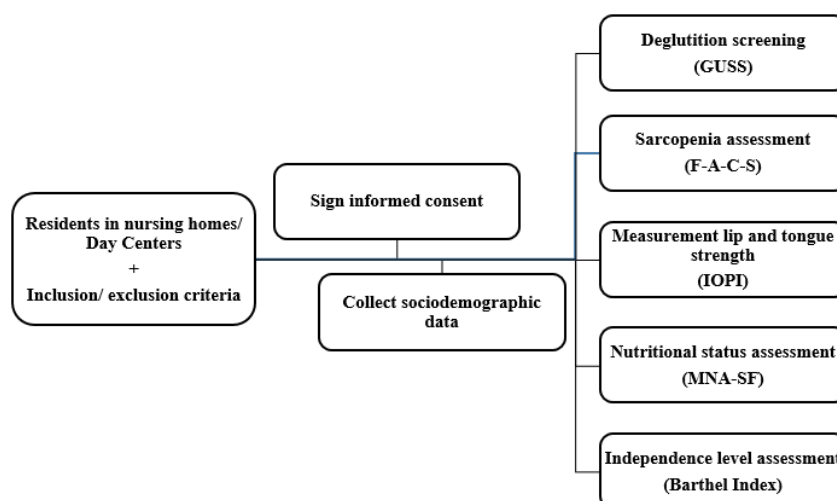 Residents in nursing homes/
Day Centers
+
Inclusion/ exclusion criteria
Sign informed consent
Collect sociodemographic
data
Deglutition screening
(GUSS)
Sarcopenia assessment
(F-A-C-S)
Measurement lip and tongue
strength
(IOPI)
Nutritional status assessment
(MNA-SF)
Independence level assessment
(Barthel Index)